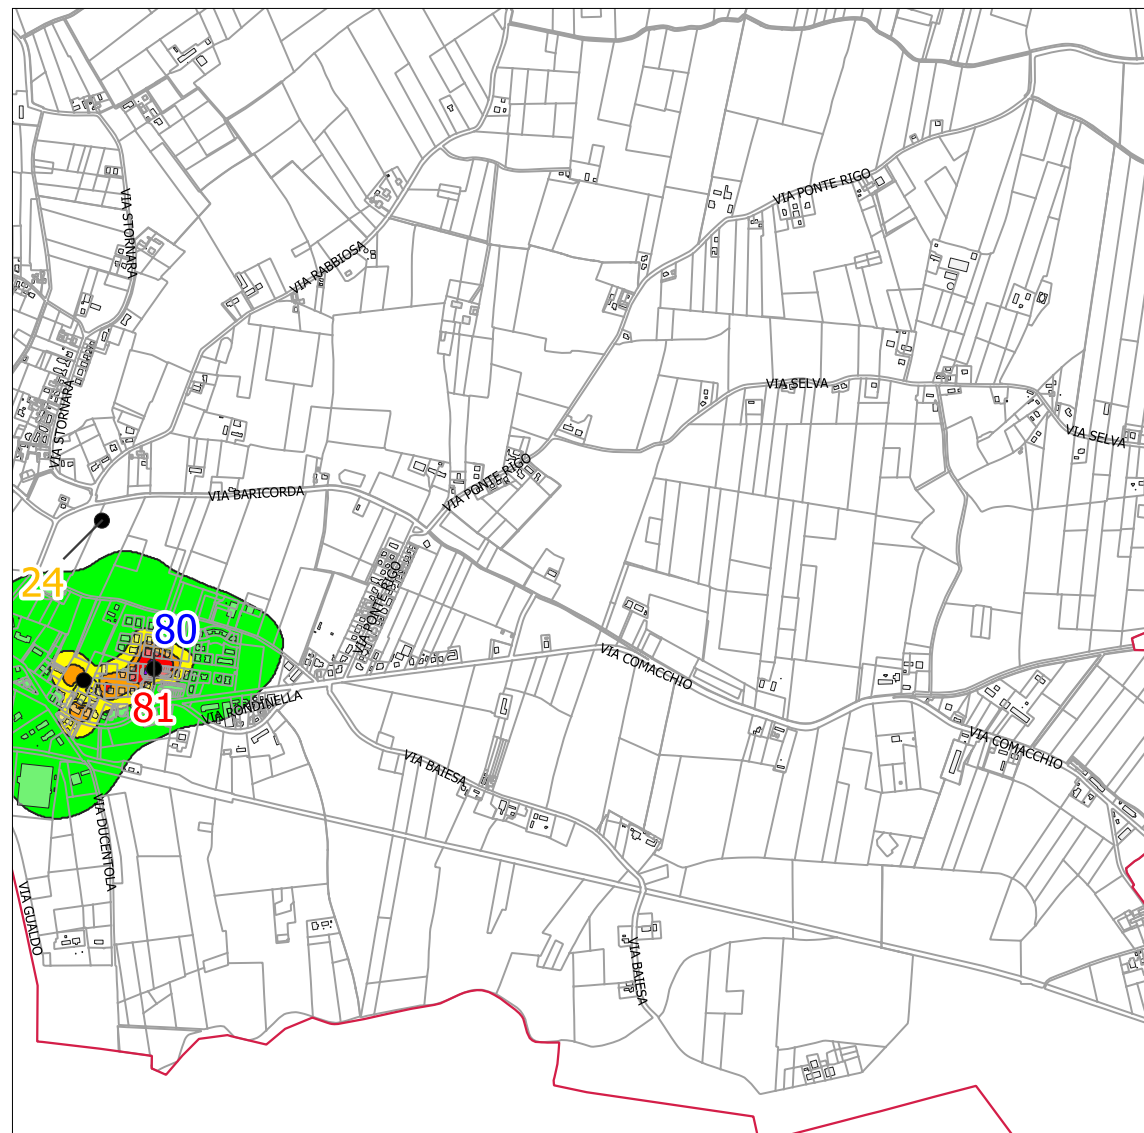 VIA PONTE RIGO
VIA STORNARA
VIA RABBIOSA
VIA SELVA
VIA STORNARA
VIA SELVA
VIA PONTE RIGO
VIA BARICORDA
24
VIA PONTE RIGO
80
VIA COMACCHIO
81
VIA RONDINELLA
VIA COMACCHIO
VIA BAIESA
VIA DUCENTOLA
VIA GUALDO
VIA BAIESA